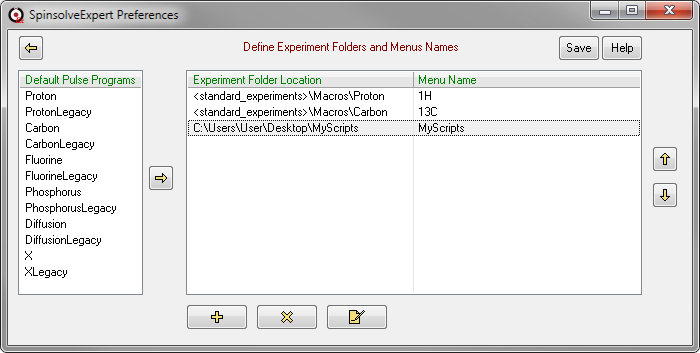 SpinsolveExpert Preferences
Define Experiment Folders and Menus Names
Save
Help
Default Pulse Programs
Proton
ProtonLegacy
Carbon
CarbonLegacy
Fluorine
FluorineLegacy
Phosphorus
PhosphorusLegacy
Diffusion
DiffusionLegacy
X
XLegacy
Experiment Folder Location Menu Name
<standard_experiments>\Macros\Proton 1H
<standard_experiments>\Macros\Carbon 13C
C:\Users\User\Desktop\MyScripts MyScripts